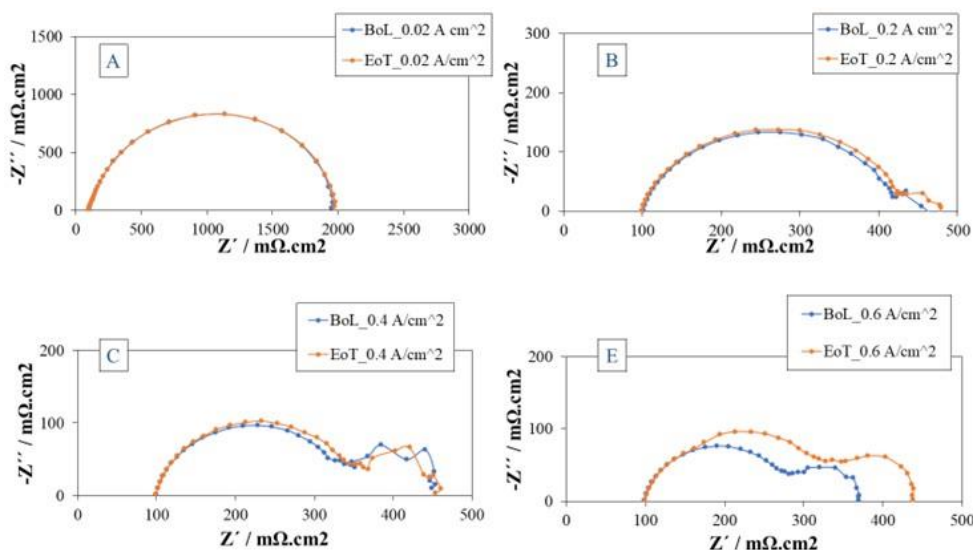 A
BoL_0.02 A cm^2
EoT_0.02 A/cm^2
1500
1000
500
0
-Z´´ / mΩ.cm2
0 500 1000 1500 2000 2500 3000
Z´ / mΩ.cm2
B
BoL_0.2 A cm^2
EoT_0.2 A/cm^2
300
200
100
0
-Z´´ / mΩ.cm2
0 100 200 300 400 500
Z´ / mΩ.cm2
C
BoL_0.4 A/cm^2
EoT_0.4 A/cm^2
200
100
0
-Z´´ / mΩ.cm2
0 100 200 300 400 500
Z´ / mΩ.cm2
E
BoL_0.6 A/cm^2
EoT_0.6 A/cm^2
200
100
0
-Z´´ / mΩ.cm2
0 100 200 300 400 500
Z´ / mΩ.cm2